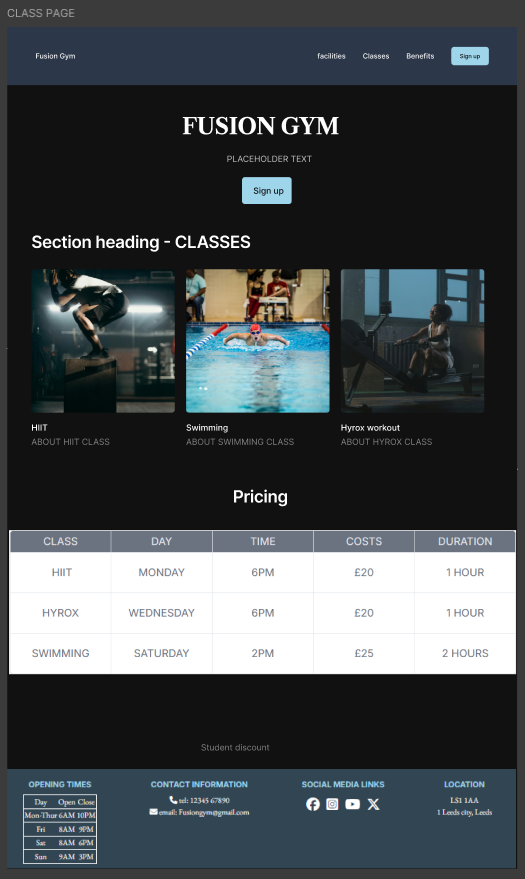 CLASS PAGE
Fusion Gym facilities Classes Benefits Sign up
FUSION GYM
PLACEHOLDER TEXT
Sign up
Section heading - CLASSES
HIIT Swimming Hyrox workout
ABOUT HIIT CLASS ABOUT SWIMMING CLASS ABOUT HYROX CLASS
Pricing
CLASS DAY TIME COSTS DURATION
HIIT MONDAY 6PM £20 1 HOUR
HYROX WEDNESDAY 6PM £20 1 HOUR
SWIMMING SATURDAY 2PM £25 2 HOURS
Student discount
OPENING TIMES
Day Open Close
Mon-Thur 6AM 10PM
Fri 8AM 9PM
Sat 8AM 6PM
Sun 9AM 3PM
CONTACT INFORMATION
tel: 12345 67890
email: Fusiongym@gmail.com
SOCIAL MEDIA LINKS
LOCATION
LS1 1AA
1 Leeds city, Leeds